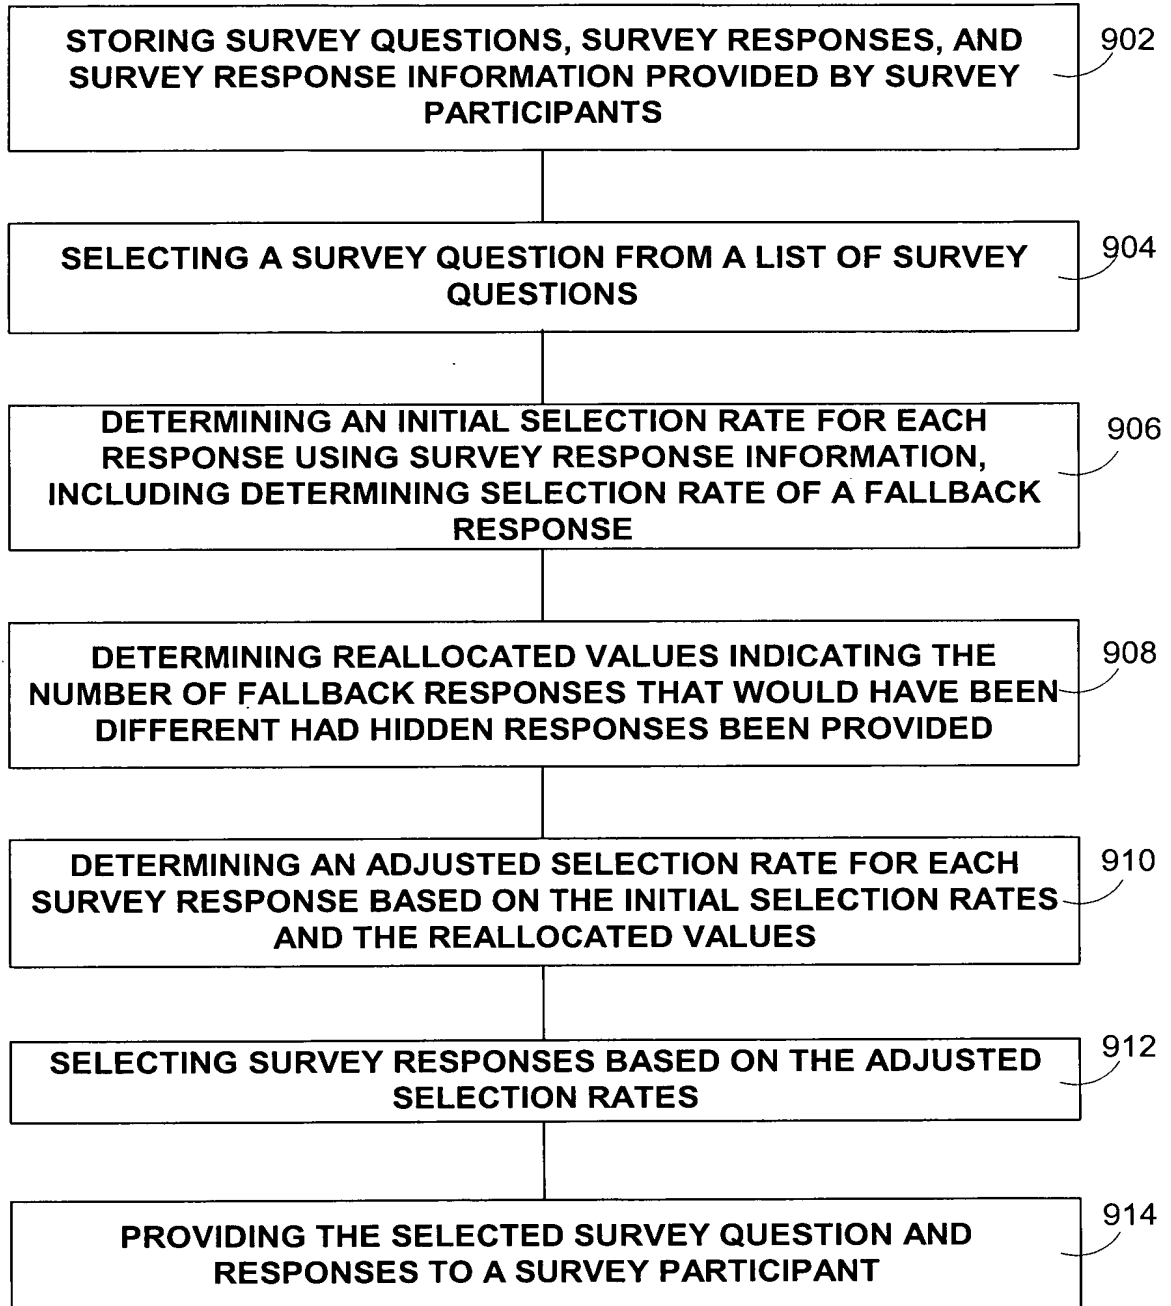 STORING SURVEY QUESTIONS, SURVEY RESPONSES, AND
SURVEY RESPONSE INFORMATION PROVIDED BY SURVEY
PARTICIPANTS
902
SELECTING A SURVEY QUESTION FROM A LIST OF SURVEY
QUESTIONS
904
DETERMINING AN INITIAL SELECTION RATE FOR EACH
RESPONSE USING SURVEY RESPONSE INFORMATION,
INCLUDING DETERMINING SELECTION RATE OF A FALLBACK
RESPONSE
906
DETERMINING REALLOCATED VALUES INDICATING THE
NUMBER OF FALLBACK RESPONSES THAT WOULD HAVE BEEN
DIFFERENT HAD HIDDEN RESPONSES BEEN PROVIDED
908
DETERMINING AN ADJUSTED SELECTION RATE FOR EACH
SURVEY RESPONSE BASED ON THE INITIAL SELECTION RATES
AND THE REALLOCATED VALUES
910
SELECTING SURVEY RESPONSES BASED ON THE ADJUSTED
SELECTION RATES
912
PROVIDING THE SELECTED SURVEY QUESTION AND
RESPONSES TO A SURVEY PARTICIPANT
914